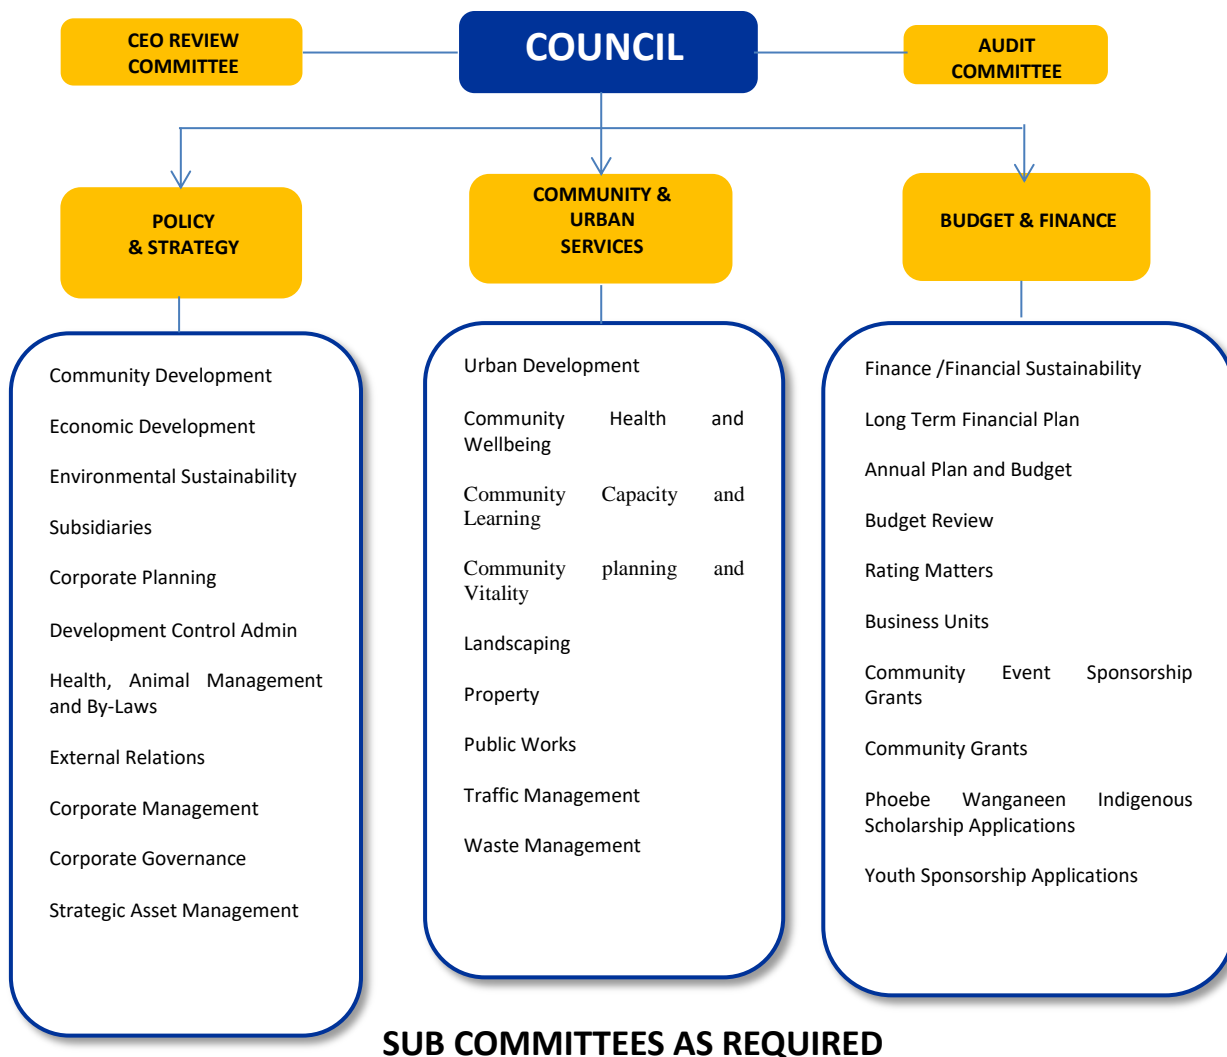 CEO REVIEW
COMMITTEE
COUNCIL
AUDIT
COMMITTEE
POLICY
& STRATEGY
COMMUNITY &
URBAN
SERVICES
BUDGET & FINANCE
Community Development
Economic Development
Environmental Sustainability
Subsidiaries
Corporate Planning
Development Control Admin
Health, Animal Management
and By-Laws
External Relations
Corporate Management
Corporate Governance
Strategic Asset Management
Urban Development
Community Health and
Wellbeing
Community Capacity and
Learning
Community planning and
Vitality
Landscaping
Property
Public Works
Traffic Management
Waste Management
Finance /Financial Sustainability
Long Term Financial Plan
Annual Plan and Budget
Budget Review
Rating Matters
Business Units
Community Event Sponsorship
Grants
Community Grants
Phoebe Wanganeen Indigenous
Scholarship Applications
Youth Sponsorship Applications
SUB COMMITTEES AS REQUIRED